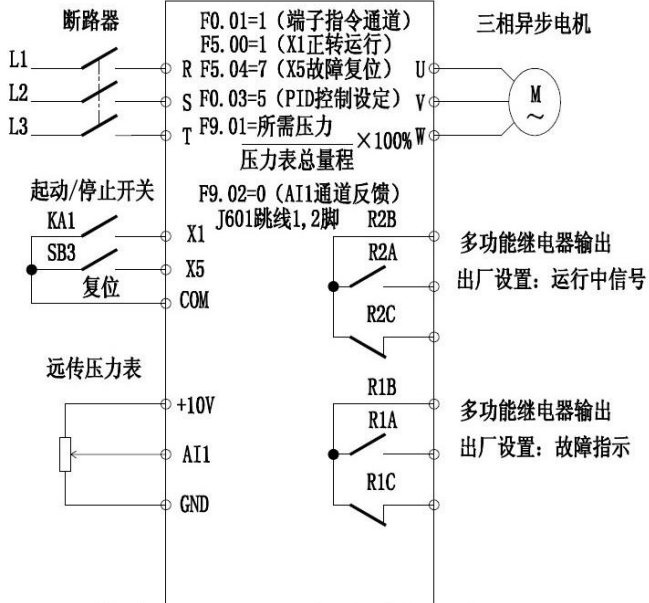 断路器
F0.01=1（端子指令通道）
三相异步电机
F5.00=1（X1正转运行）
L1
R
F5.04=7（X5故障复位）
U
L2
S
F0.03=5（PID控制设定）
V
M
~
L3
T
F9.01=所需压力
压力表总量程
×100%
W
起动/停止开关
F9.02=0（AI1通道反馈）
J601跳线1,2脚
KA1
X1
R2B
多功能继电器输出
SB3
X5
R2A
出厂设置：运行中信号
复位
COM
R2C
远传压力表
+10V
R1B
多功能继电器输出
R1A
出厂设置：故障指示
AI1
R1C
GND